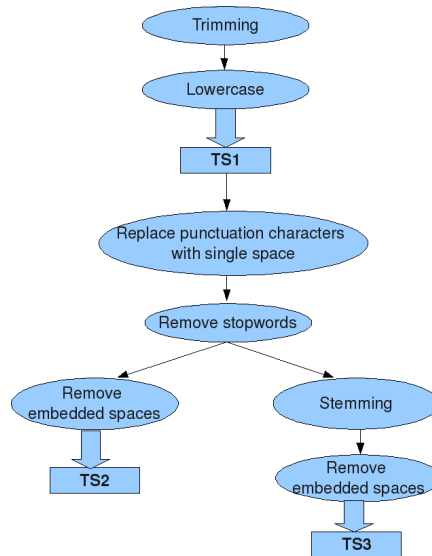 Trimming
Lowercase
TS1
Replace punctuation characters
with single space
Remove stopwords
Remove
embedded spaces
TS2
Stemming
Remove
embedded spaces
TS3